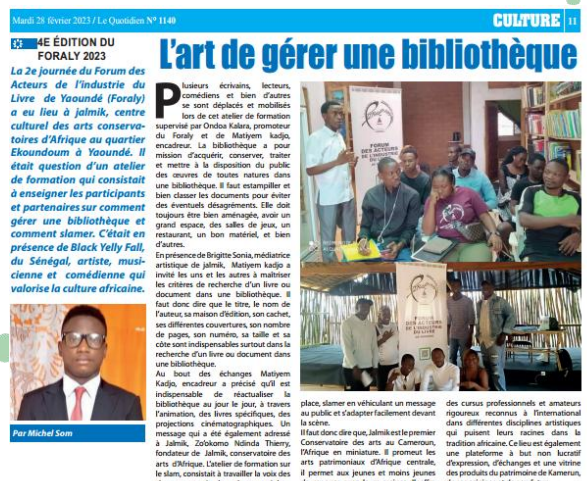 Mardi 28 février 2023 / Le Quotidien N° 1140
CULTURE 11
4E ÉDITION DU
FORALY 2023
La 2e journée du Forum des
Acteurs de l'industrie du
Livre de Yaoundé (Foraly)
a eu lieu à jalmik, centre
culturel des arts conserva-
toires d'Afrique au quartier
Ekoundoum à Yaoundé. Il
était question d'un atelier
de formation qui consistait
à enseigner les participants
et partenaires sur comment
gérer une bibliothèque et
comment slamer. C'était en
présence de Black Yelly Fall,
du Sénégal, artiste, musi-
cienne et comédienne qui
valorise la culture africaine.
Par Michel Som
L'art de gérer une bibliothèque
Plusieurs écrivains, lecteurs,
comédiens et bien d'autres
se sont déplacés et mobilisés
lors de cet atelier de formation
supervisé par Ondoa Kalara, promoteur
du Foraly et de Matiyem kadjo,
encadreur. La bibliothèque a pour
mission d'acquérir, conserver, traiter
et mettre à la disposition du public
des œuvres de toutes natures dans
une bibliothèque. Il faut estampiller et
bien classer les documents pour éviter
des éventuels désagréments. Elle doit
toujours être bien aménagée, avoir un
grand espace, des salles de jeux, un
restaurant, un bon matériel, et bien
d'autres.
En présence de Brigitte Sonia, médiatrice
artistique de jalmik, Matiyem kadjo a
invité les uns et les autres à maîtriser
les critères de recherche d'un livre ou
document dans une bibliothèque. Il
faut donc dire que le titre, le nom de
l'auteur, sa maison d'édition, son cachet,
ses différentes couvertures, son nombre
de pages, son numéro, sa taille et sa
côte sont indispensables surtout dans la
recherche d'un livre ou document dans
une bibliothèque.
Au bout des échanges Matiyem
Kadjo, encadreur a précisé qu'il est
indispensable de réactualiser la
bibliothèque au jour le jour, à travers
l'animation, des livres spécifiques, des
projections cinématographiques. Un
message qui a été également adressé
à Jalmik, Zo'okomo Ndinda Thierry,
fondateur de Jalmik, conservatoire des
arts d'Afrique. L'atelier de formation sur
le slam, consistait à travailler la voix des
FORUM
DES ACTEURS
DE L'INDUSTRIE
DU LIVRE
FORUM
DES ACTEURS
DE L'INDUSTRIE
DU LIVRE
place, slamer en véhiculant un message
au public et s'adapter facilement devant
la scène.
Il faut donc dire que, Jalmik est le premier
Conservatoire des arts au Cameroun,
l'Afrique en miniature. Il promeut les
arts patrimoniaux d'Afrique centrale,
il permet aux jeunes et moins jeunes
des cursus professionnels et amateurs
rigoureux reconnus à l'International
dans différentes disciplines artistiques
qui puisent leurs racines dans la
tradition africaine. Ce lieu est également
une plateforme à but non lucratif
d'expression, d'échanges et une vitrine
des produits du patrimoine de Kamerun,